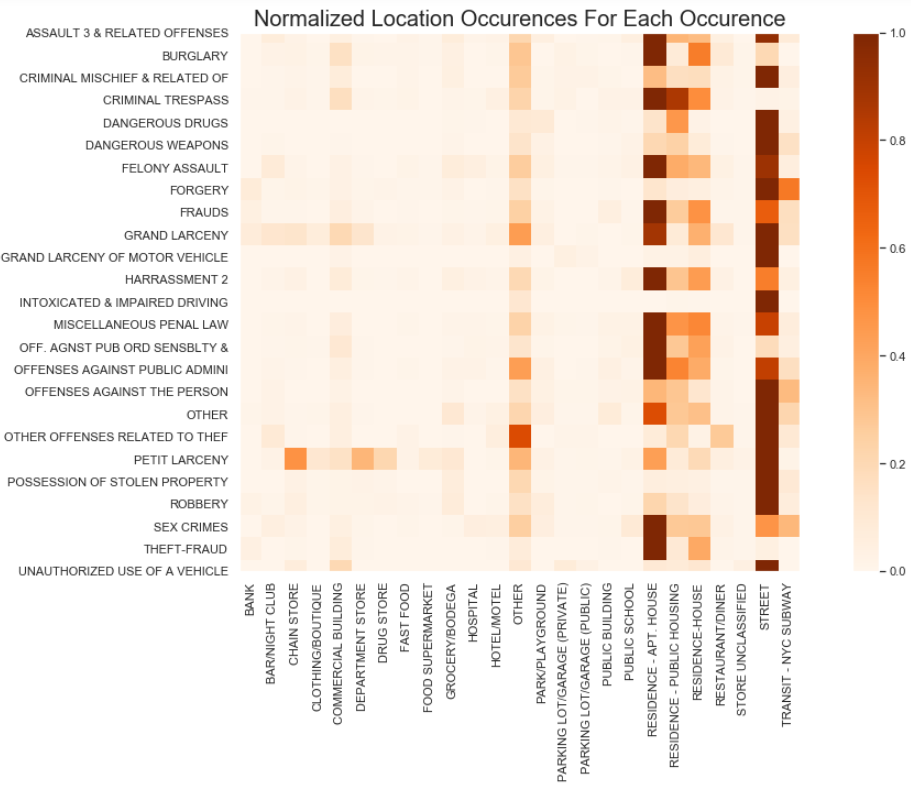 Normalized Location Occurences For Each Occurence
ASSAULT 3 & RELATED OFFENSES
BURGLARY
CRIMINAL MISCHIEF & RELATED OF
CRIMINAL TRESPASS
DANGEROUS DRUGS
DANGEROUS WEAPONS
FELONY ASSAULT
FORGERY
FRAUDS
GRAND LARCENY
GRAND LARCENY OF MOTOR VEHICLE
HARRASSMENT 2
INTOXICATED & IMPAIRED DRIVING
MISCELLANEOUS PENAL LAW
OFF. AGNST PUB ORD SENSBLTY &
OFFENSES AGAINST PUBLIC ADMINI
OFFENSES AGAINST THE PERSON
OTHER
OTHER OFFENSES RELATED TO THEF
PETIT LARCENY
POSSESSION OF STOLEN PROPERTY
ROBBERY
SEX CRIMES
THEFT-FRAUD
UNAUTHORIZED USE OF A VEHICLE
BANK
BAR/NIGHT CLUB
CHAIN STORE
CLOTHING/BOUTIQUE
COMMERCIAL BUILDING
DEPARTMENT STORE
DRUG STORE
FAST FOOD
FOOD SUPERMARKET
GROCERY/BODEGA
HOSPITAL
HOTEL/MOTEL
OTHER
PARK/PLAYGROUND
PARKING LOT/GARAGE (PRIVATE)
PARKING LOT/GARAGE (PUBLIC)
PUBLIC BUILDING
PUBLIC SCHOOL
RESIDENCE - APT. HOUSE
RESIDENCE - PUBLIC HOUSING
RESIDENCE-HOUSE
RESTAURANT/DINER
STORE UNCLASSIFIED
STREET
TRANSIT - NYC SUBWAY
1.0
0.8
0.6
0.4
0.2
0.0